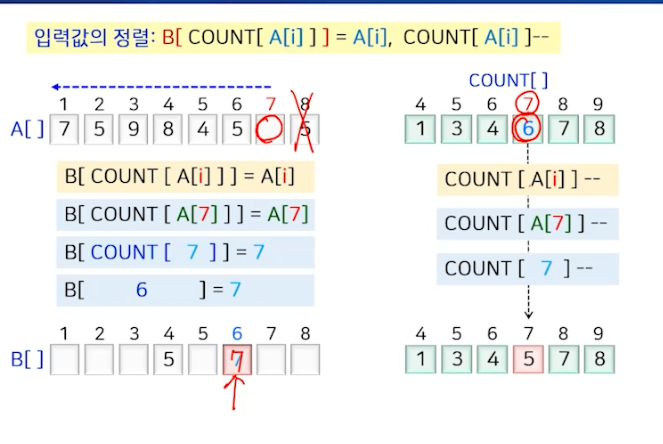 입력값의 정렬: B[ COUNT[ A[i] ] ] = A[i], COUNT[ A[i] ]--
COUNT[ ]
1 2 3 4 5 6 7 8
4 5 6 7 8 9
A[ ] 7 5 9 8 4 5 5
1 3 4 6 7 8
B[ COUNT [ A[i] ] ] = A[i]
COUNT [ A[i] ] --
B[ COUNT [ A[7] ] ] = A[7]
COUNT [ A[7] ] --
B[ COUNT [ 7 ] ] = 7
COUNT [ 7 ] --
B[ 6 ] = 7
1 2 3 4 5 6 7 8
4 5 6 7 8 9
B[ ] 5 7
1 3 4 5 7 8